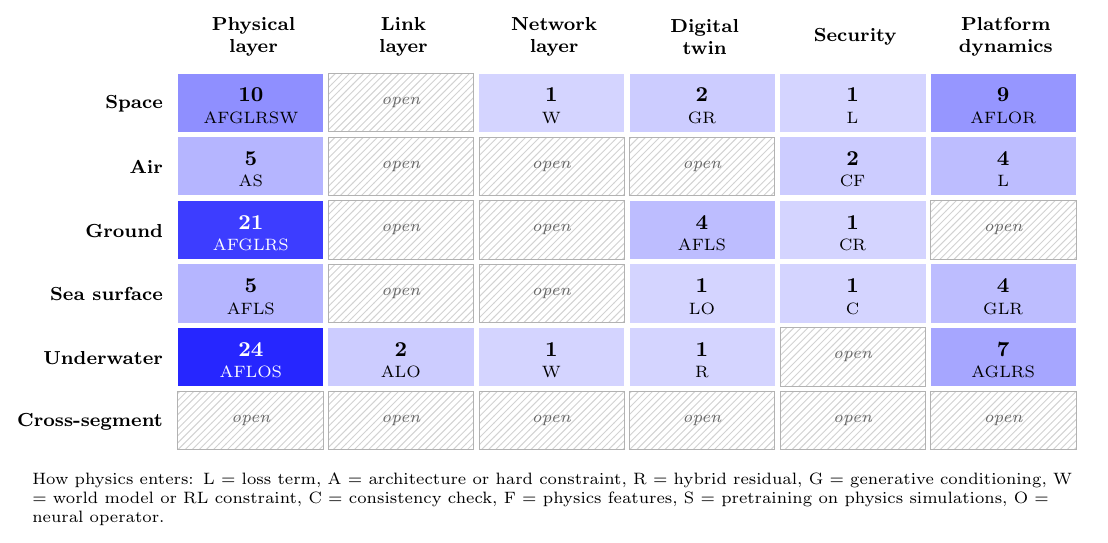 Physical layer
Link layer
Network layer
Digital twin
Security
Platform dynamics
Space
10
AFGLRSW
open
1
W
2
GR
1
L
9
AFLOR
Air
5
AS
open
open
open
2
CF
4
L
Ground
21
AFGLRS
open
open
4
AFLS
1
CR
open
Sea surface
5
AFLS
open
open
1
LO
1
C
4
GLR
Underwater
24
AFLOS
2
ALO
1
W
1
R
open
7
AGLRS
Cross-segment
open
open
open
open
open
open
How physics enters: L = loss term, A = architecture or hard constraint, R = hybrid residual, G = generative conditioning, W
= world model or RL constraint, C = consistency check, F = physics features, S = pretraining on physics simulations, O =
neural operator.